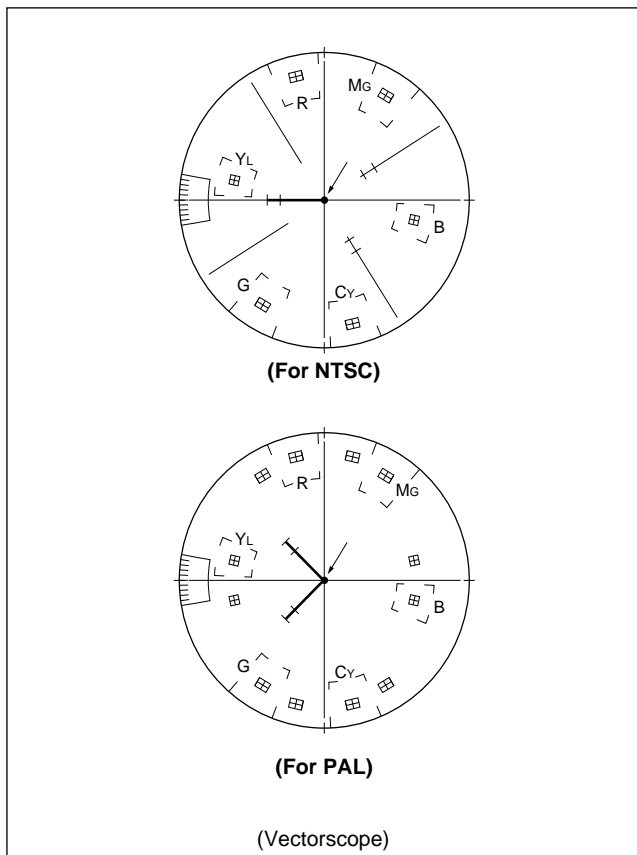 R
MG
YL
B
G
CY
(For NTSC)
R
MG
YL
B
G
CY
(For PAL)
(Vectorscope)